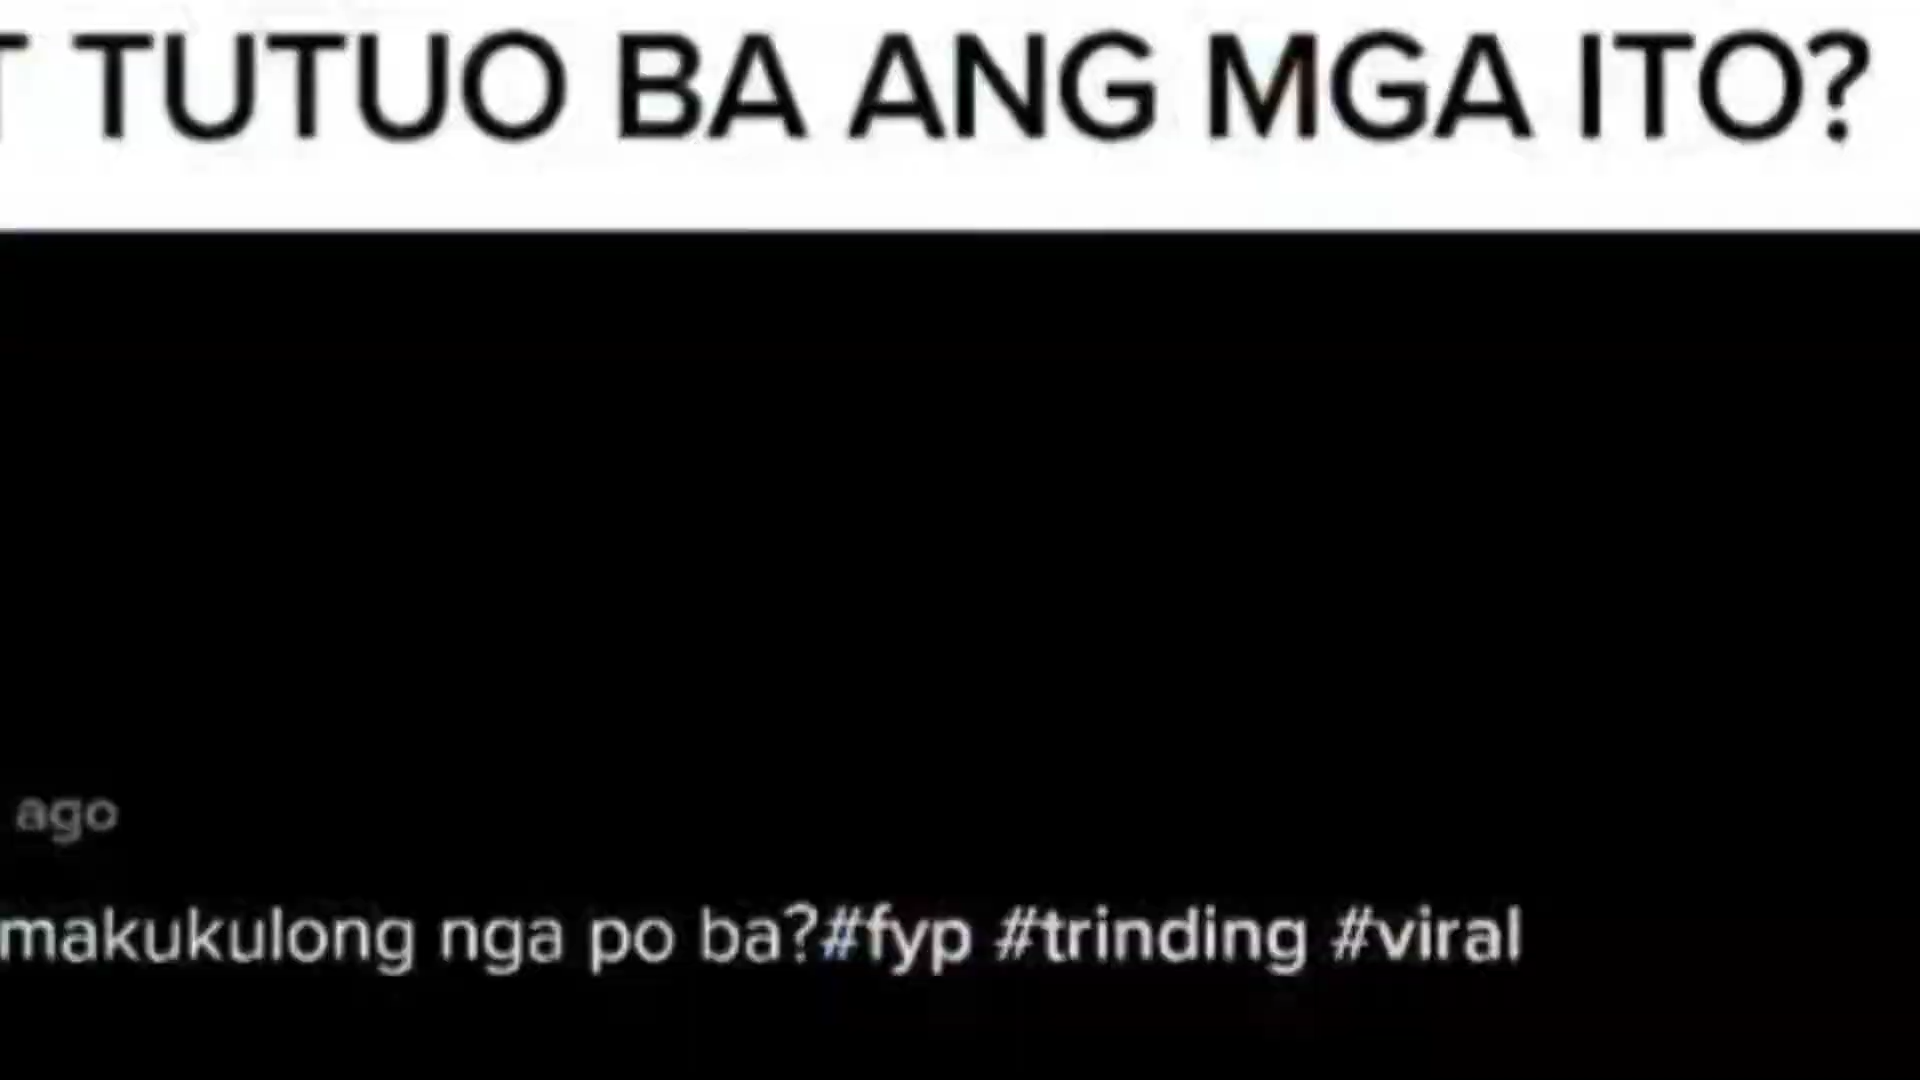 TUTUO BA ANG MGA ITO?
ago
makukulong nga po ba?#fyp #trinding #viral